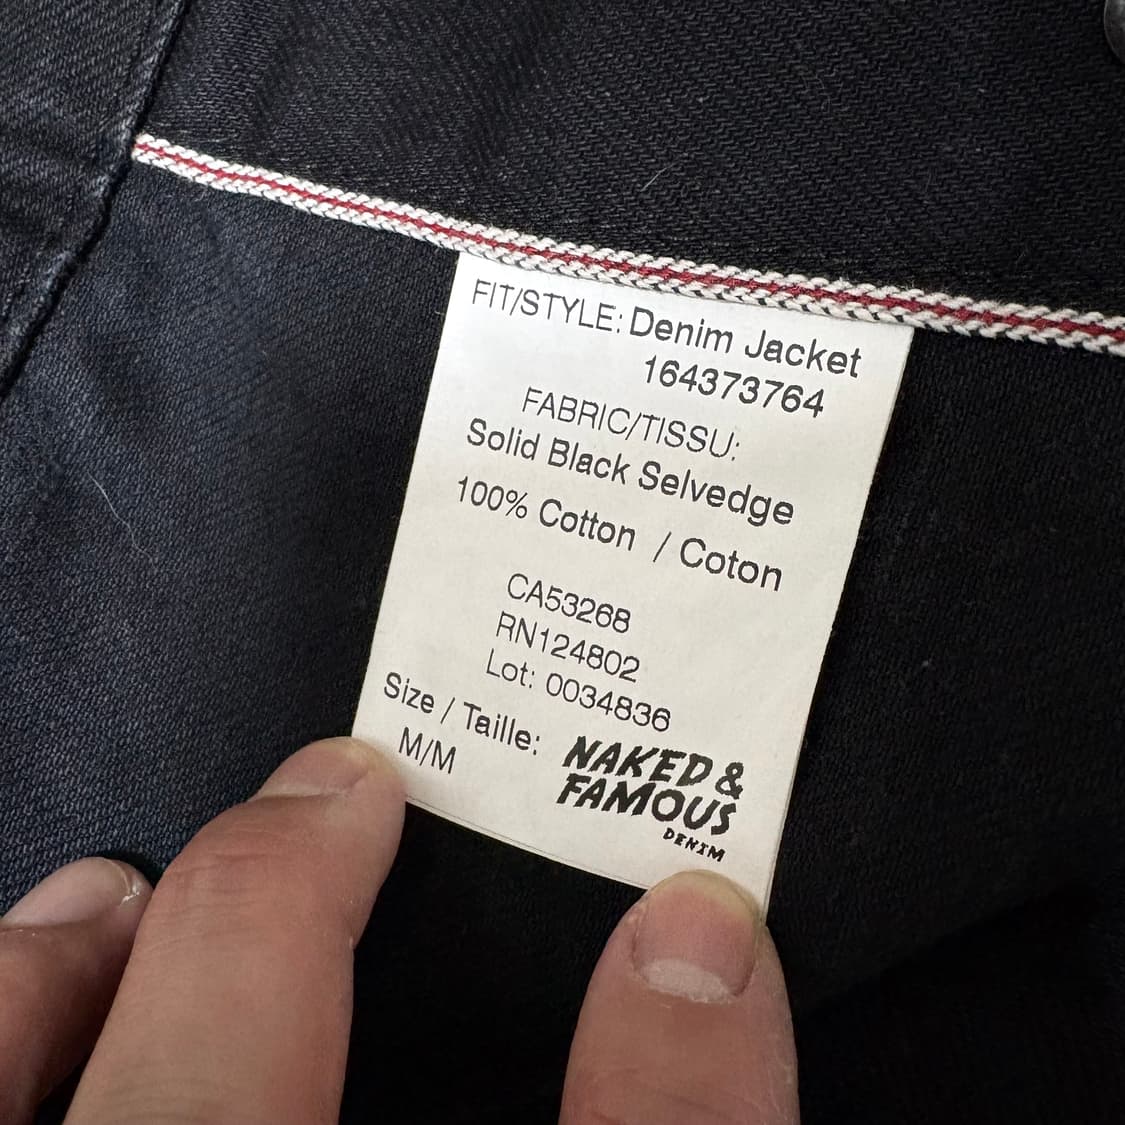 FIT/STYLE: Denim Jacket
164373764
FABRIC/TISSU:
Solid Black Selvedge
100% Cotton / Coton
CA53268
RN124802
Lot: 0034836
Size / Taille:
M/M
NAKED &
FAMOUS
DENIM